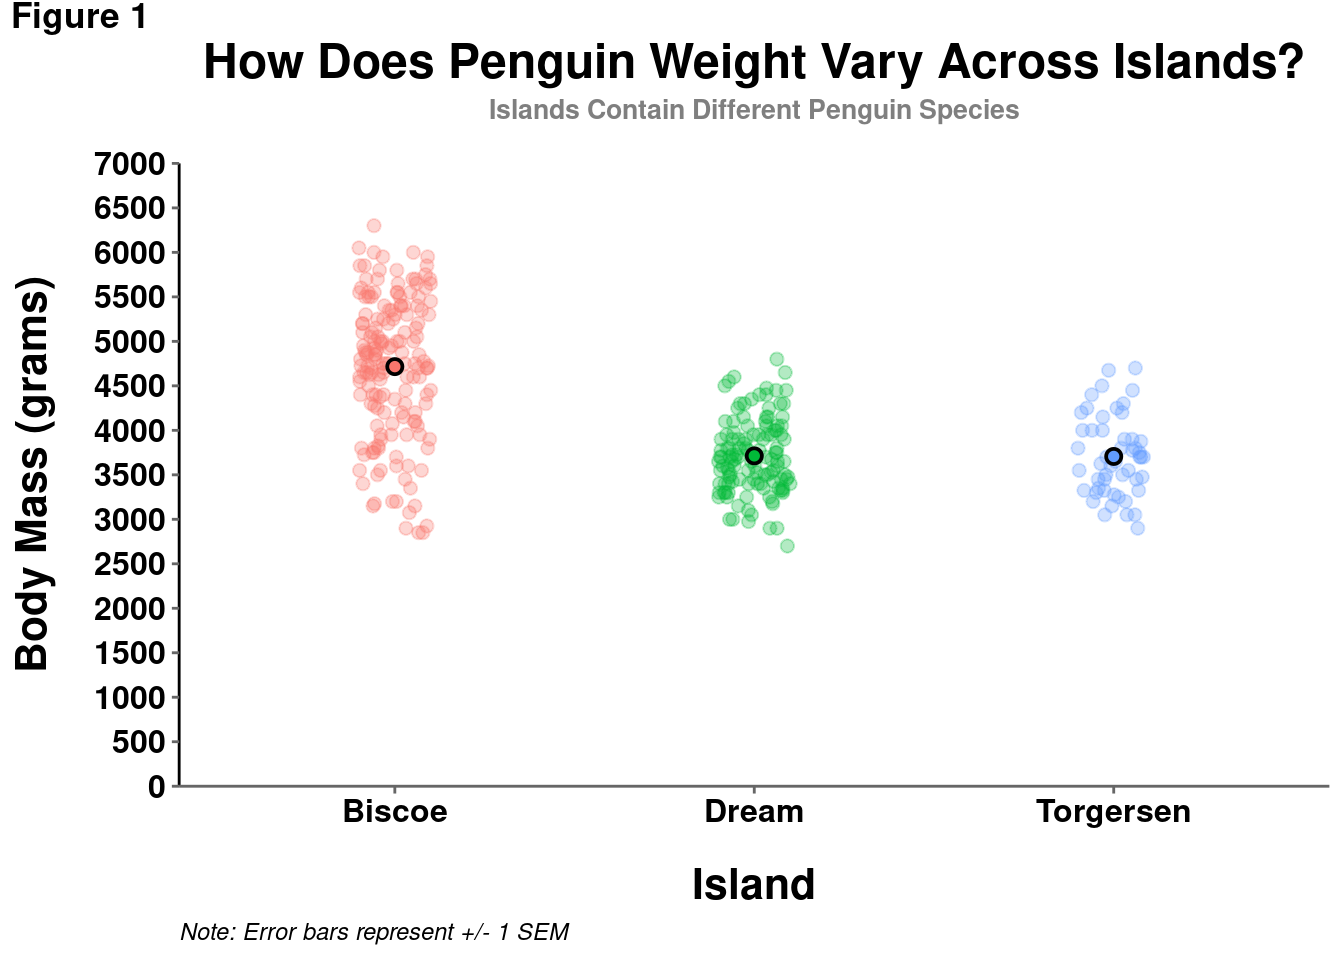 Figure 1
How Does Penguin Weight Vary Across Islands?
Islands Contain Different Penguin Species
7000
6500
6000
5500
5000
4500
4000
3500
3000
2500
2000
1500
1000
500
0
Body Mass (grams)
Biscoe
Dream
Torgersen
Island
Note: Error bars represent +/- 1 SEM